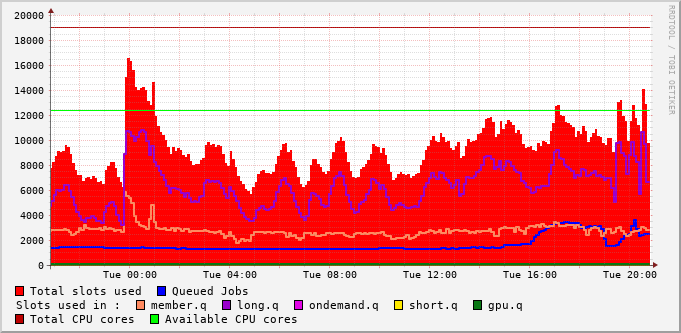 20000
18000
16000
14000
12000
10000
8000
6000
4000
2000
0
Tue 00:00 Tue 04:00 Tue 08:00 Tue 12:00 Tue 16:00 Tue 20:00
RRDTOOL / TOBI OETIKER
Total slots used Queued Jobs
Slots used in : member.q long.q ondemand.q short.q gpu.q
Total CPU cores Available CPU cores